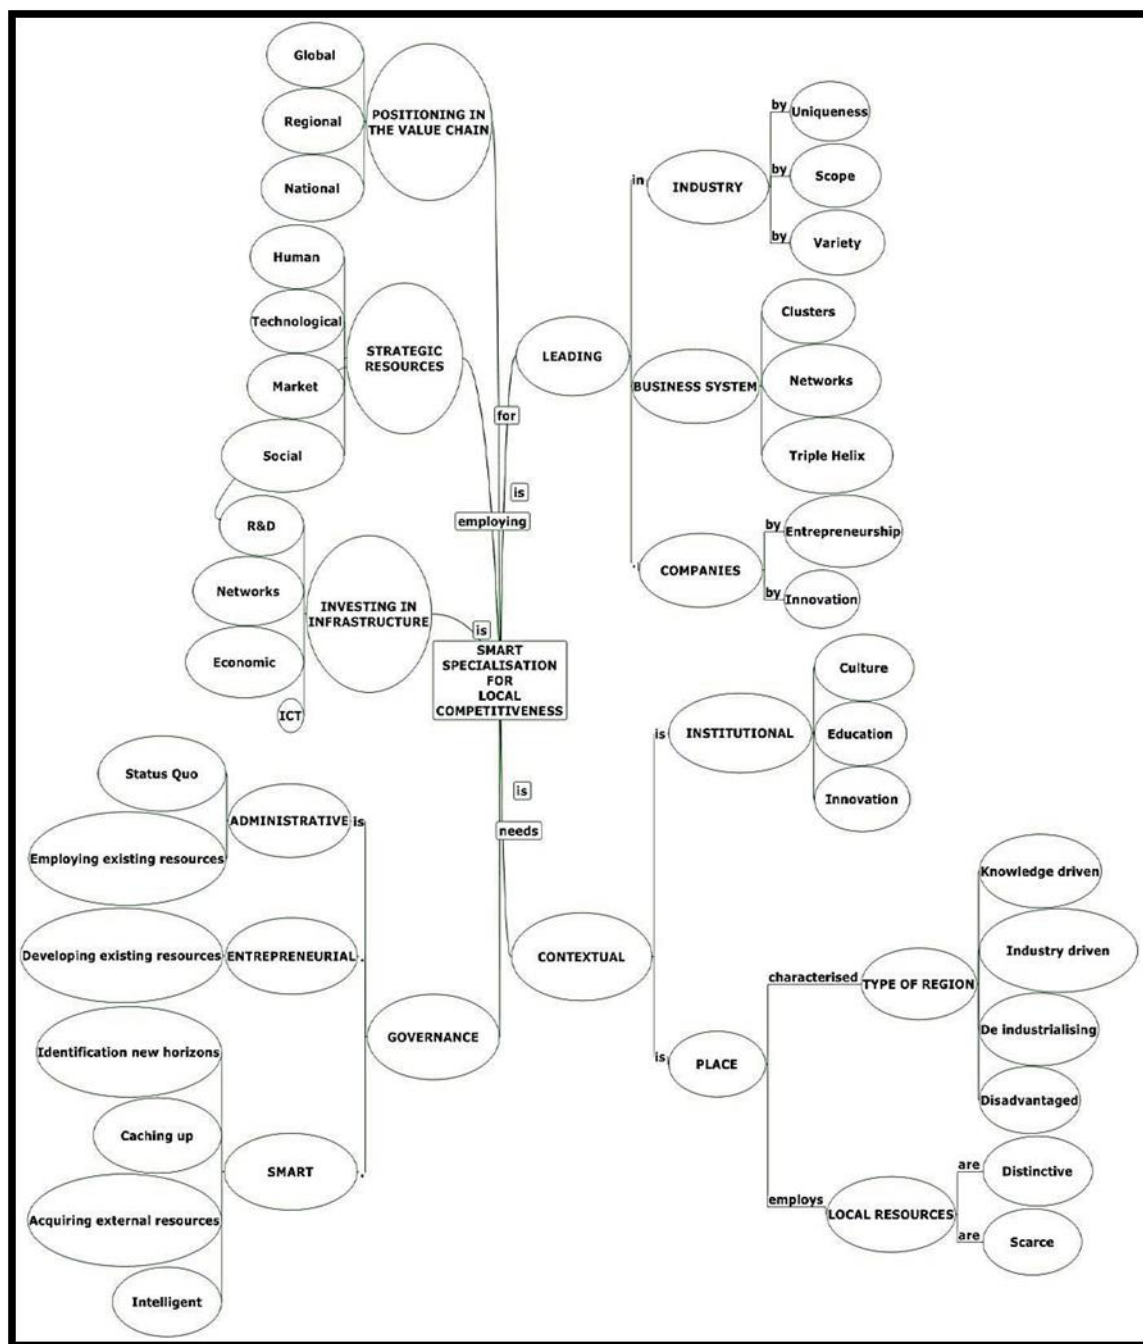 Global
Regional
National
POSITIONING IN
THE VALUE CHAIN
Human
Technological
Market
Social
STRATEGIC
RESOURCES
R&D
Networks
Economic
ICT
INVESTING IN
INFRASTRUCTURE
for
is
employing
is
SMART
SPECIALISATION
FOR
LOCAL
COMPETITIVENESS
is
needs
LEADING
in
INDUSTRY
by
Uniqueness
by
Scope
by
Variety
BUSINESS SYSTEM
Clusters
Networks
Triple Helix
.
COMPANIES
by
Entrepreneurship
by
Innovation
CONTEXTUAL
is
INSTITUTIONAL
Culture
Education
Innovation
is
PLACE
characterised
TYPE OF REGION
Knowledge driven
Industry driven
De industrialising
Disadvantaged
employs
LOCAL RESOURCES
are
Distinctive
are
Scarce
GOVERNANCE
is
ADMINISTRATIVE
Status Quo
Employing existing resources
.
ENTREPRENEURIAL
Developing existing resources
.
SMART
Identification new horizons
Caching up
Acquiring external resources
Intelligent